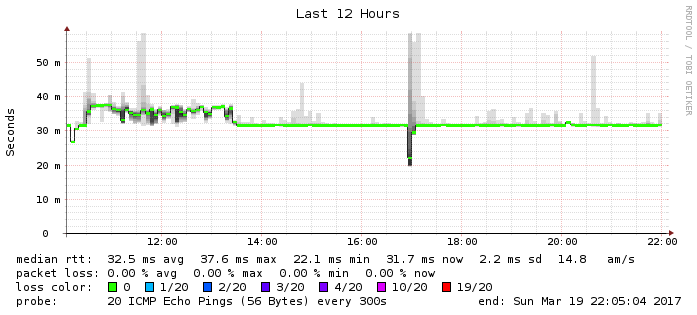 Last 12 Hours
RRDTOOL / TOBI OETIKER
Seconds
50 m
40 m
30 m
20 m
10 m
0
12:00 14:00 16:00 18:00 20:00 22:00
median rtt: 32.5 ms avg 37.6 ms max 22.1 ms min 31.7 ms now 2.2 ms sd 14.8 am/s
packet loss: 0.00 % avg 0.00 % max 0.00 % min 0.00 % now
loss color: 0 1/20 2/20 3/20 4/20 10/20 19/20
probe: 20 ICMP Echo Pings (56 Bytes) every 300s end: Sun Mar 19 22:05:04 2017